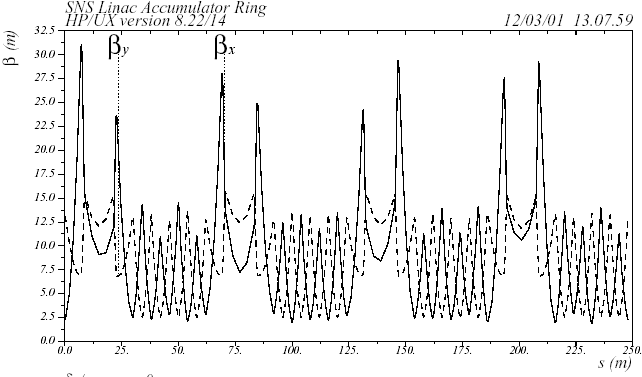 SNS Linac Accumulator Ring
HP/UX version 8.22/14 12/03/01 13.07.59
β (m)
32.5
30.0
27.5
25.0
22.5
20.0
17.5
15.0
12.5
10.0
7.5
5.0
2.5
0.0
βy βx
0.0 25. 50. 75. 100. 125. 150. 175. 200. 225. 250.
s (m)